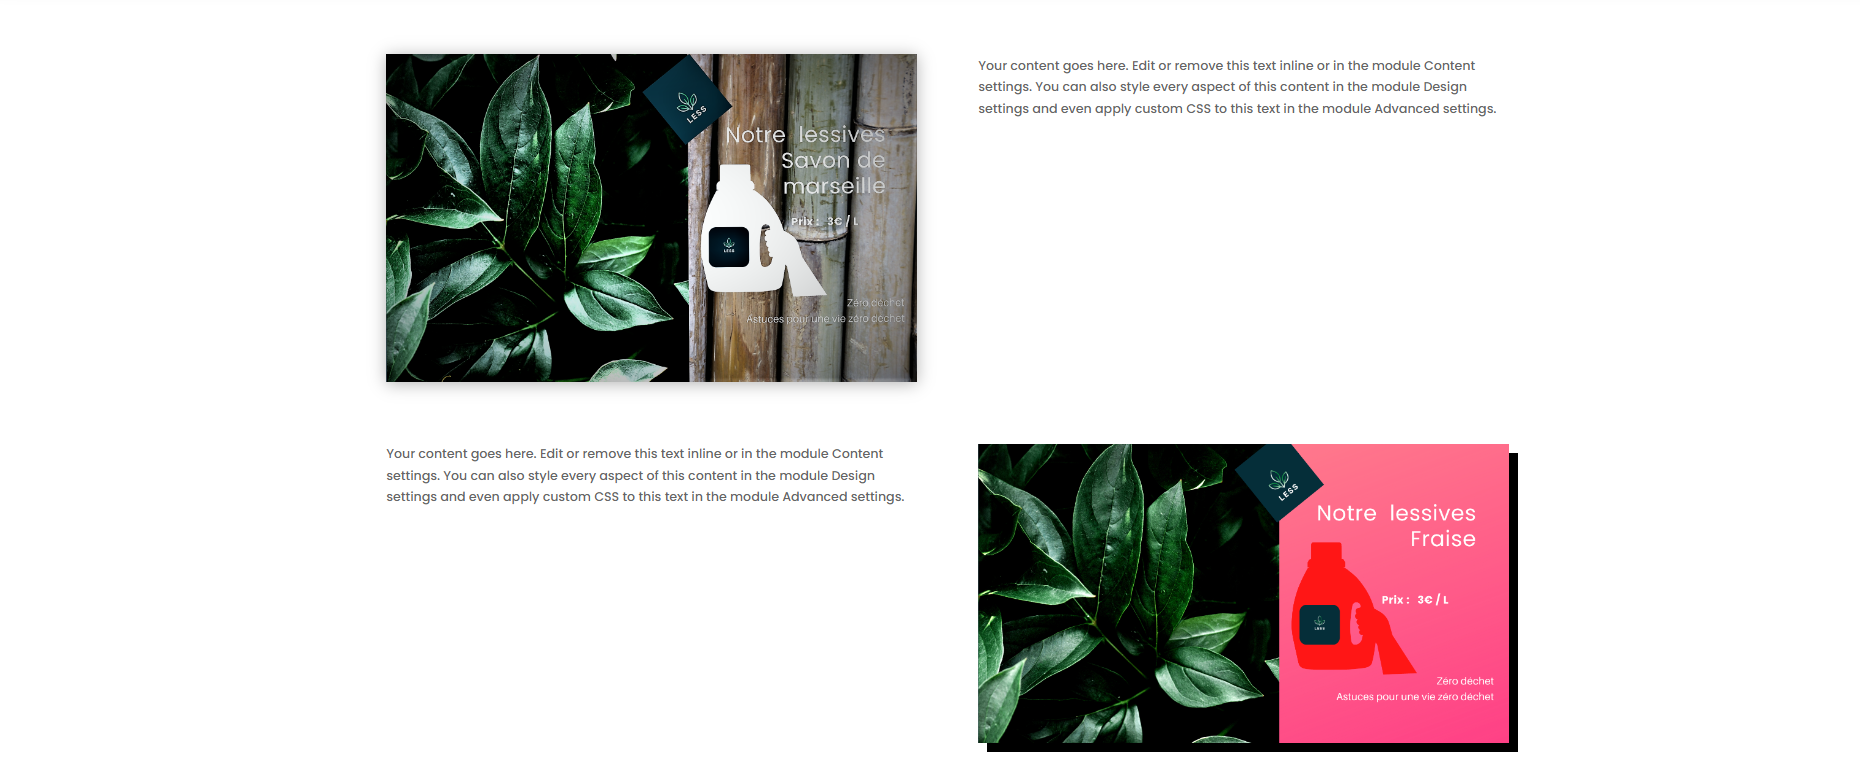 LESS
Notre lessives
Savon de
marseille
Prix : 3€ / L
LESS
Zéro déchet
Astuces pour une vie zéro déchet
Your content goes here. Edit or remove this text inline or in the module Content
settings. You can also style every aspect of this content in the module Design
settings and even apply custom CSS to this text in the module Advanced settings.
Your content goes here. Edit or remove this text inline or in the module Content
settings. You can also style every aspect of this content in the module Design
settings and even apply custom CSS to this text in the module Advanced settings.
LESS
Notre lessives
Fraise
Prix : 3€ / L
LESS
Zéro déchet
Astuces pour une vie zéro déchet